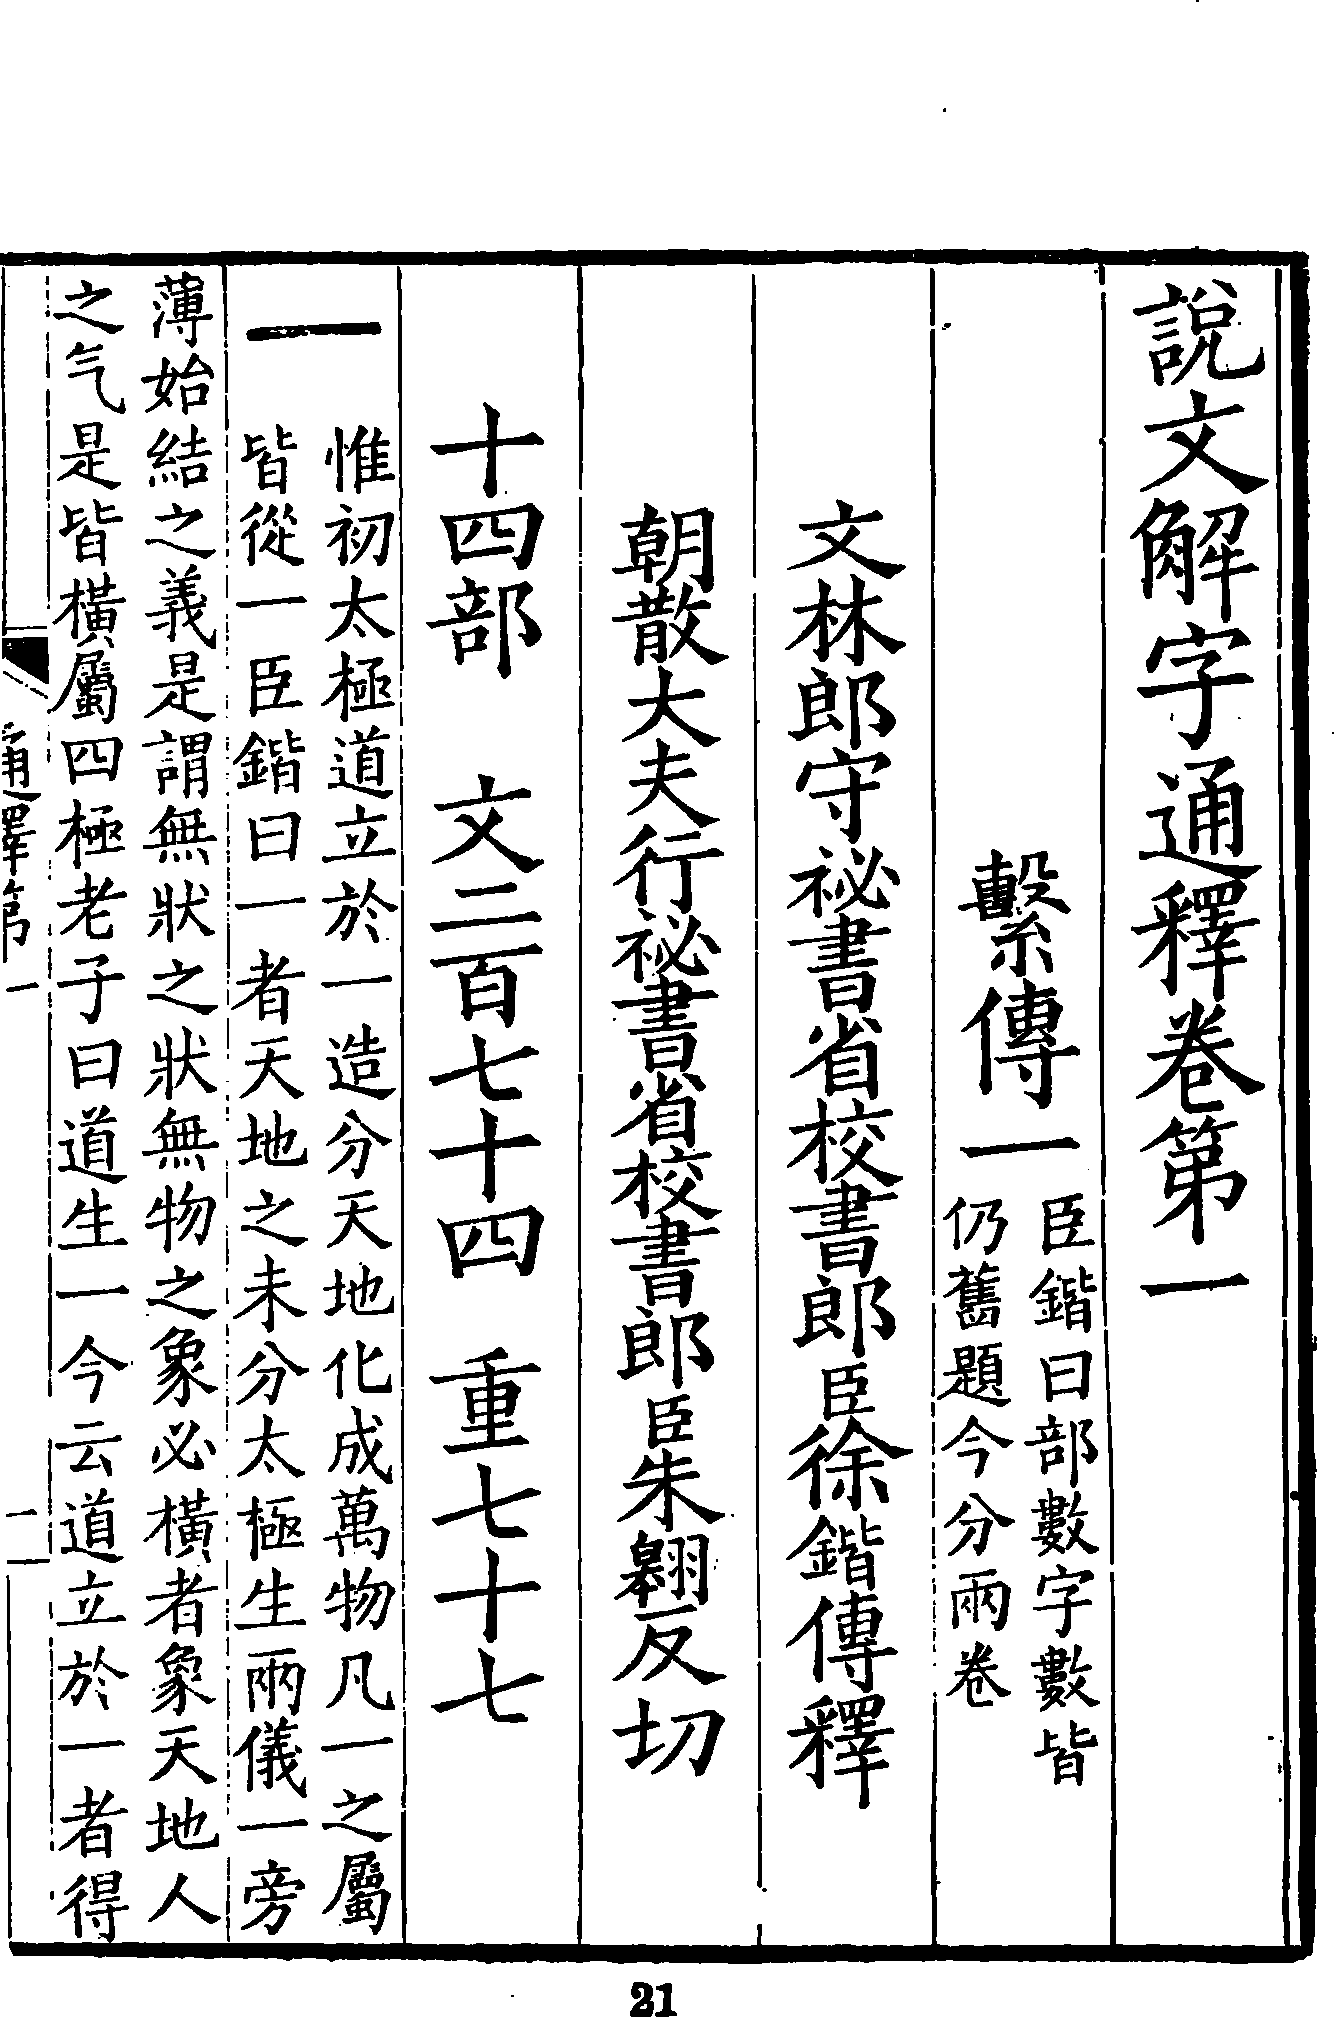 說文解字通釋卷第一
繫傳一
臣鍇曰部數字數皆
仍舊題今分兩卷
文林郎守祕書省校書郎臣徐鍇傳釋
朝散大夫行祕書省校書郎臣朱翱反切
十四部　文二百七十四　重七十七
一
惟初太極道立於一造分天地化成萬物凡一之屬
皆從一臣鍇曰一者天地之未分太極生兩儀一旁
薄始結之義是謂無狀之狀無物之象必橫者象天地人
之气是皆橫屬四極老子曰道生一今云道立於一者得
通釋第一
二
21